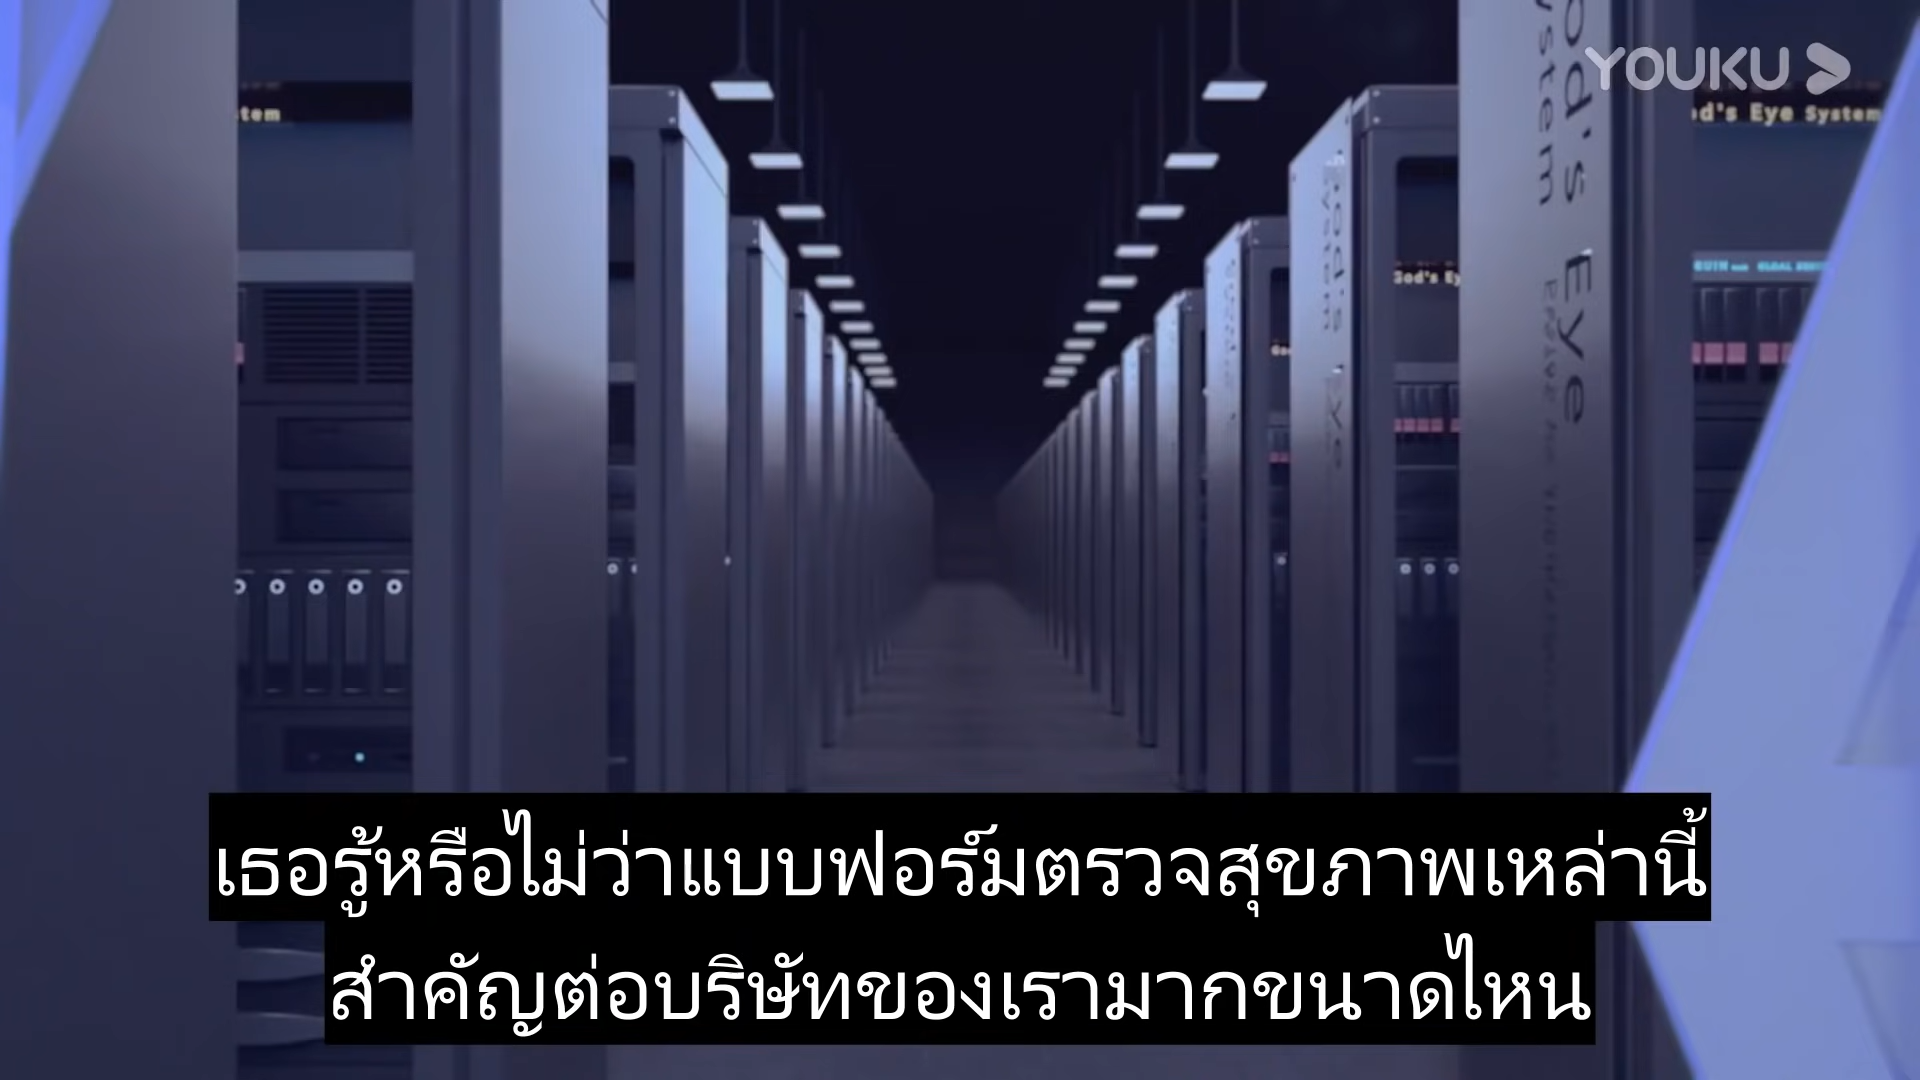 YOUKU
tem
God's Eye System
God's Eye
เธอรู้หรือไม่ว่าแบบฟอร์มตรวจสุขภาพเหล่านี้
สำคัญต่อบริษัทของเรามากขนาดไหน